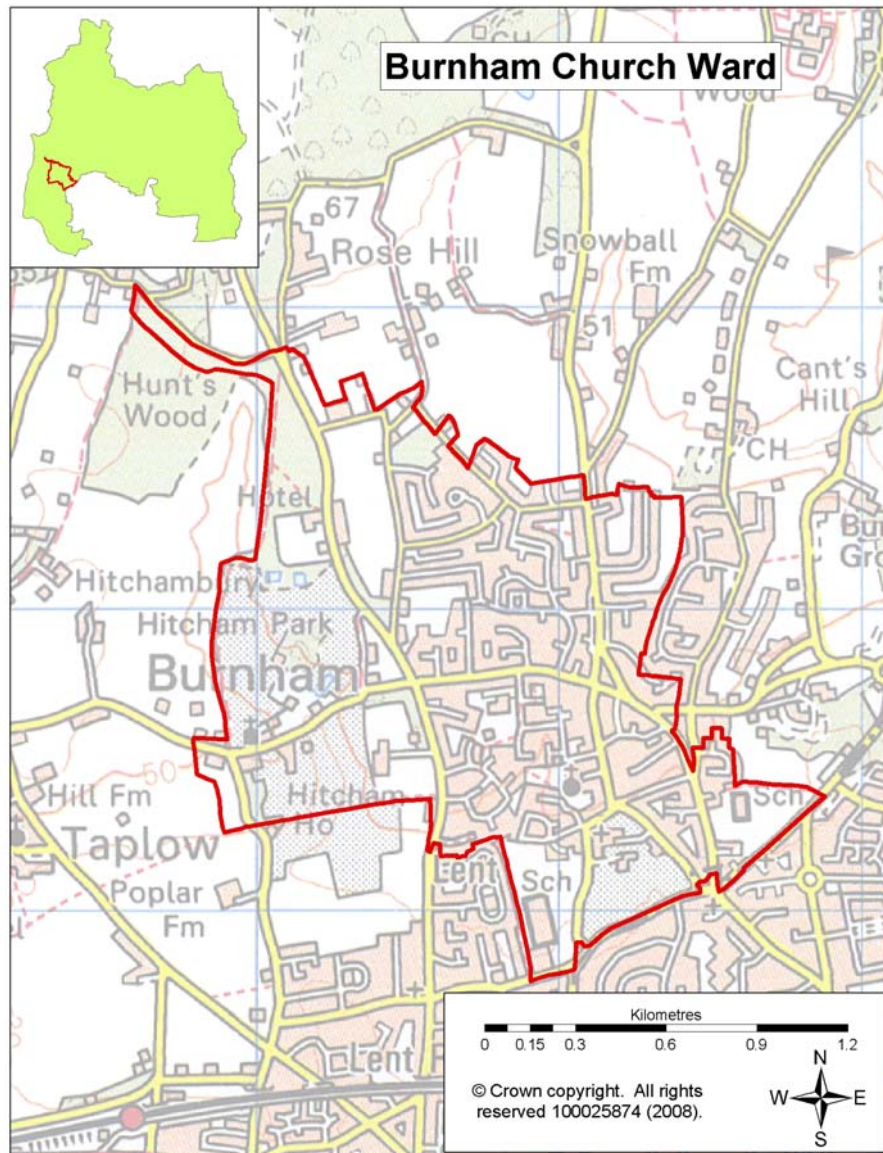 Burnham Church Ward
CH
Wood
67
Rose Hill
Snowball
Fm
51
Hunt's
Wood
Cant's
Hill
CH
Hotel
Hitchambury
Hitcham Park
Burnham
50
Hill Fm
Hitcham
Ho
Sch
Taplow
Lent
Sch
Poplar
Fm
Lent
Kilometres
0 0.15 0.3 0.6 0.9 1.2
© Crown copyright. All rights
reserved 100025874 (2008).
N
W E
S